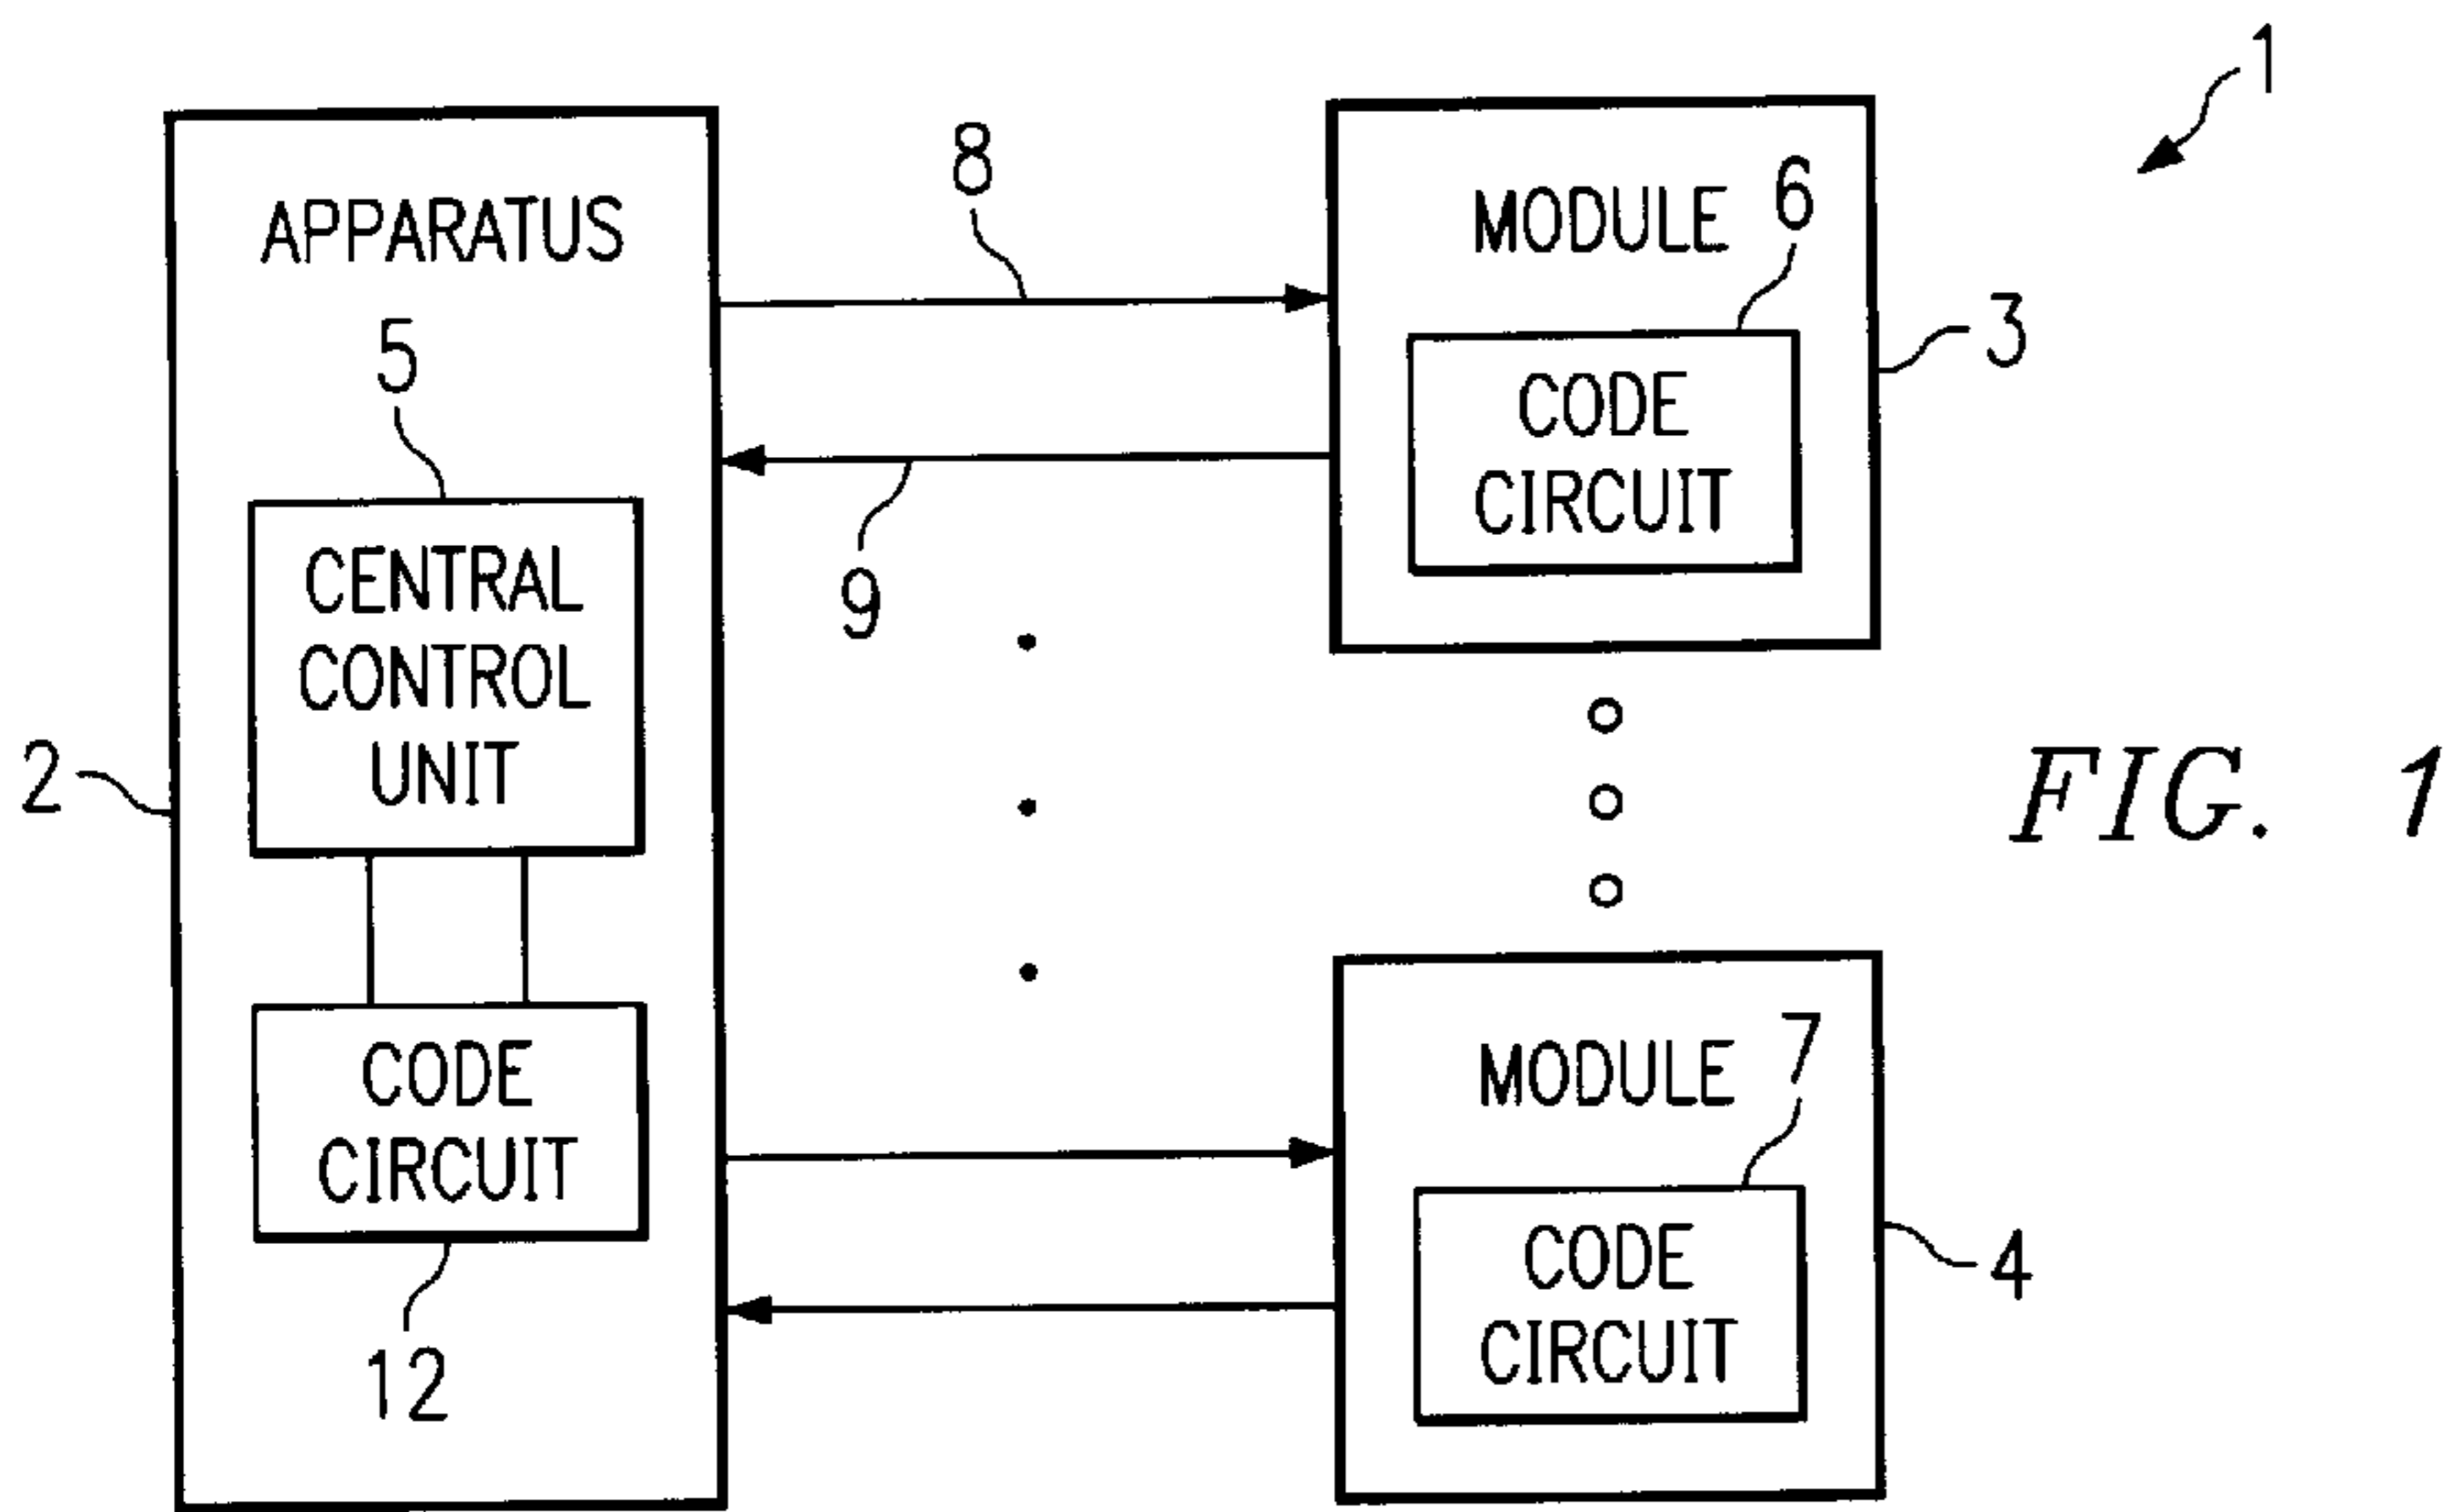 1
8
APPARATUS
MODULE
6
5
3
CODE
CIRCUIT
9
CENTRAL
CONTROL
UNIT
2
FIG. 1
CODE
CIRCUIT
12
MODULE
7
CODE
CIRCUIT
4